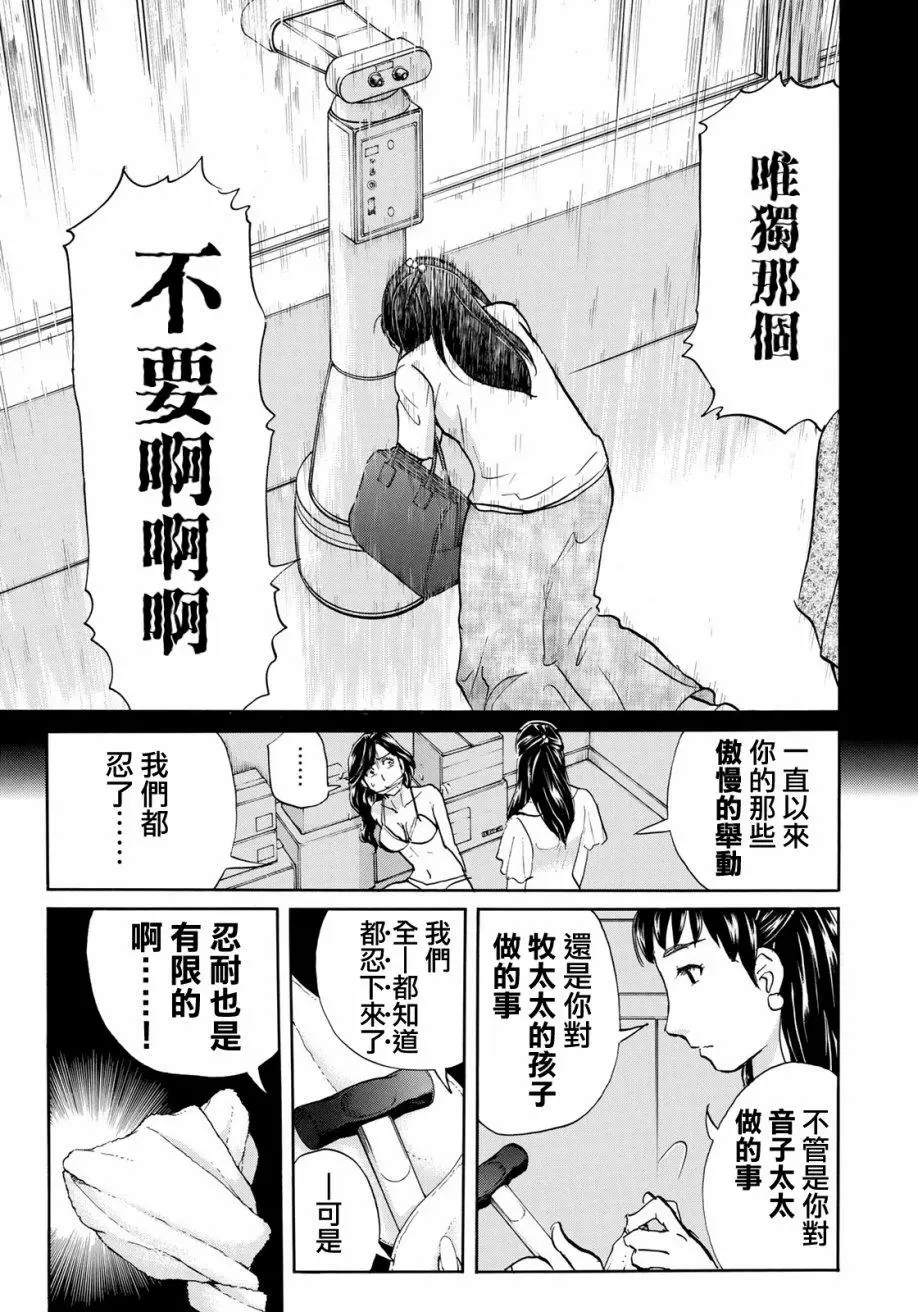 唯獨那個
不要啊啊啊
一直以來
你的那些
傲慢的舉動
⋯⋯
我們都
忍了⋯⋯
不管是你對
音子太太
做的事
還是你對
牧太太的孩子
做的事
我們
全—都知道
都忍下來了
—可是
忍耐也是
有限的
啊⋯⋯！